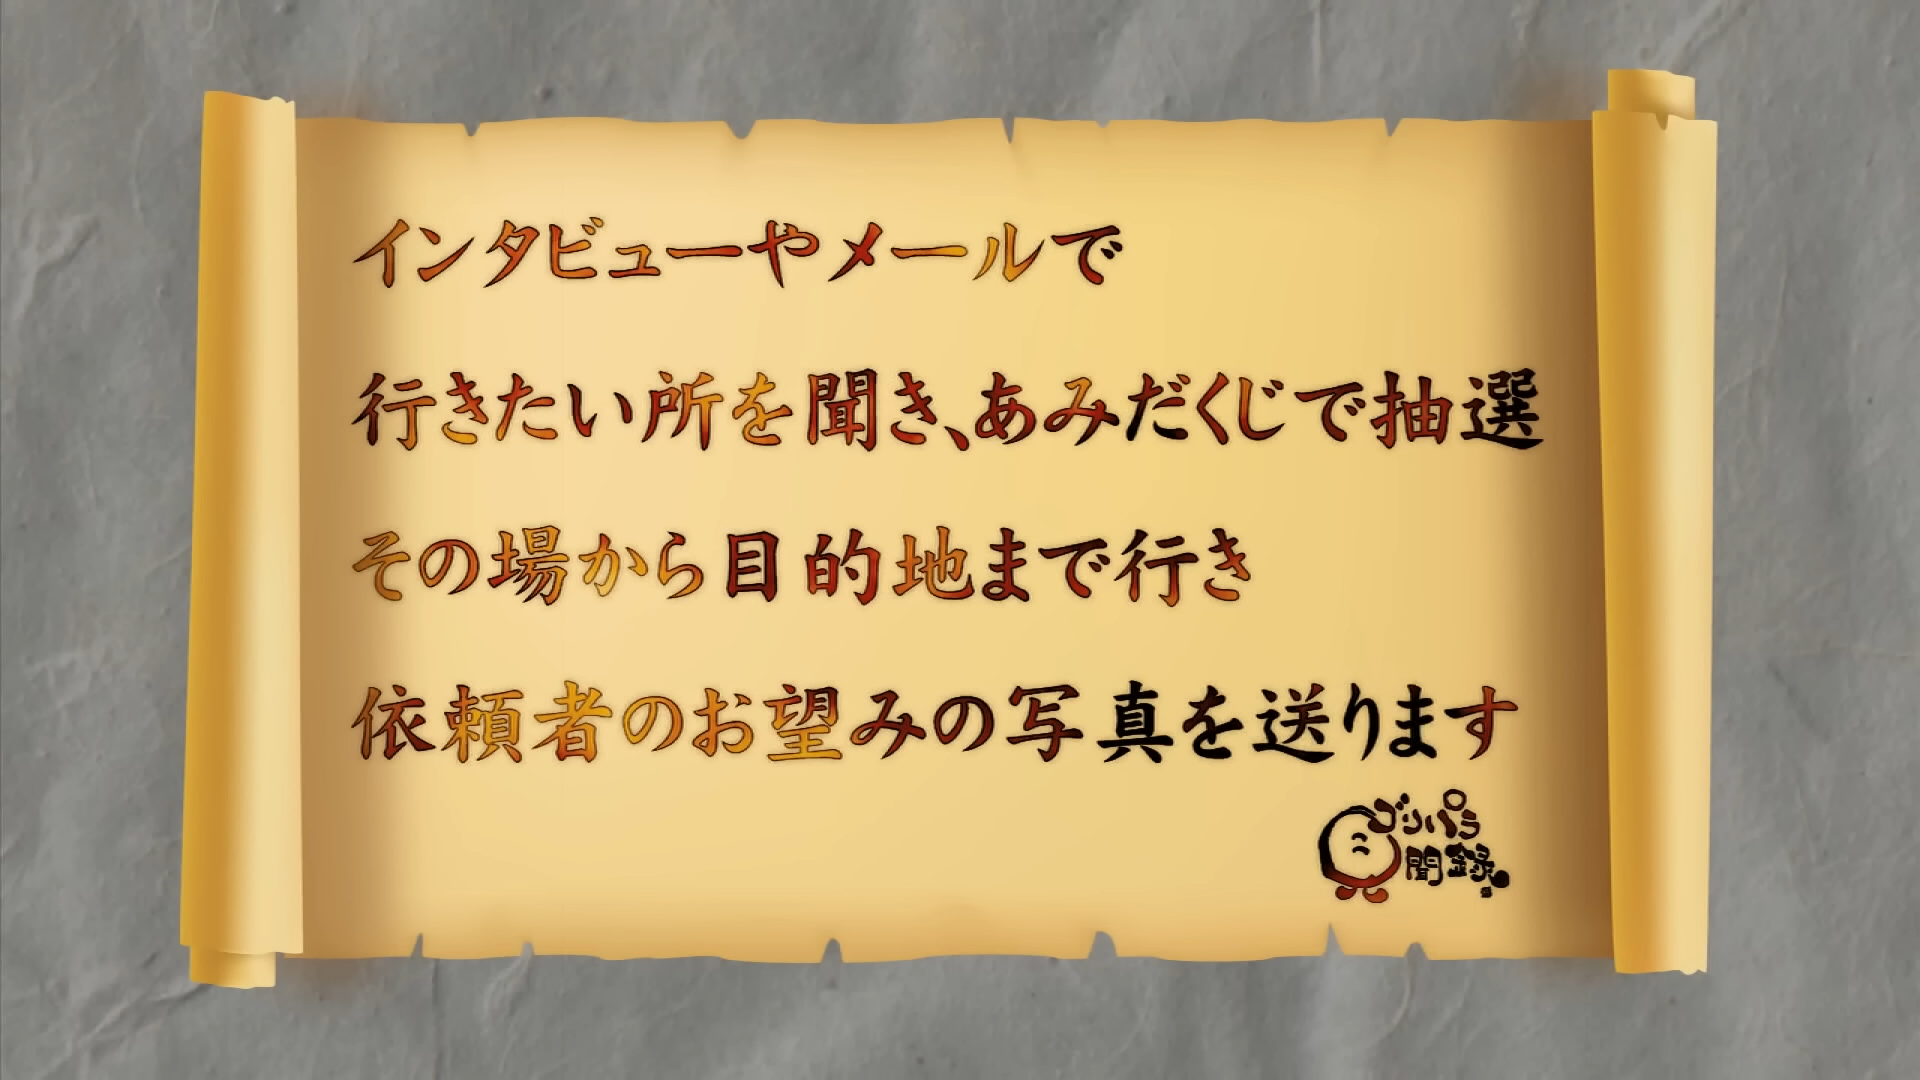 インタビューやメールで
行きたい所を聞き、あみだくじで抽選
その場から目的地まで行き
依頼者のお望みの写真を送ります
ゴリパラ
見聞録